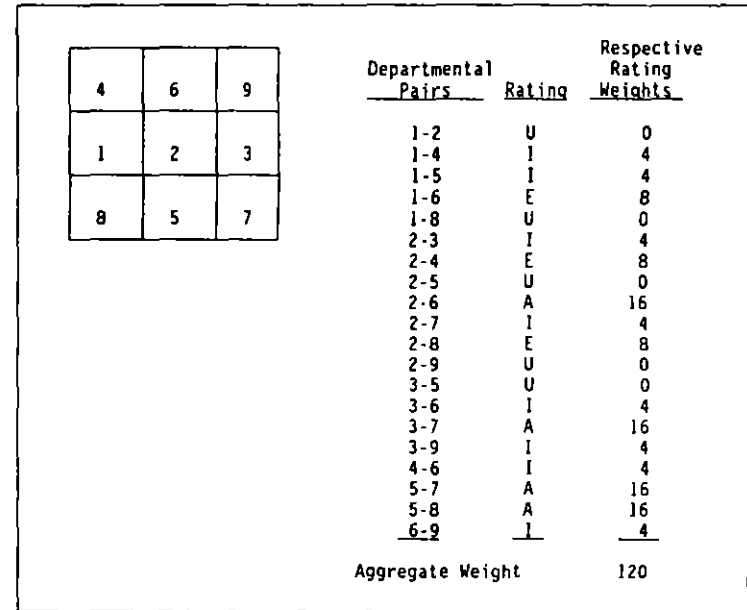 4 6 9
1 2 3
8 5 7
Respective
Departmental Rating
Pairs Rating Weights
1-2 U 0
1-4 I 4
1-5 I 4
1-6 E 8
1-8 U 0
2-3 I 4
2-4 E 8
2-5 U 0
2-6 A 16
2-7 I 4
2-8 E 8
2-9 U 0
3-5 U 0
3-6 I 4
3-7 A 16
3-9 I 4
4-6 I 4
5-7 A 16
5-8 A 16
6-9 I 4
Aggregate Weight 120